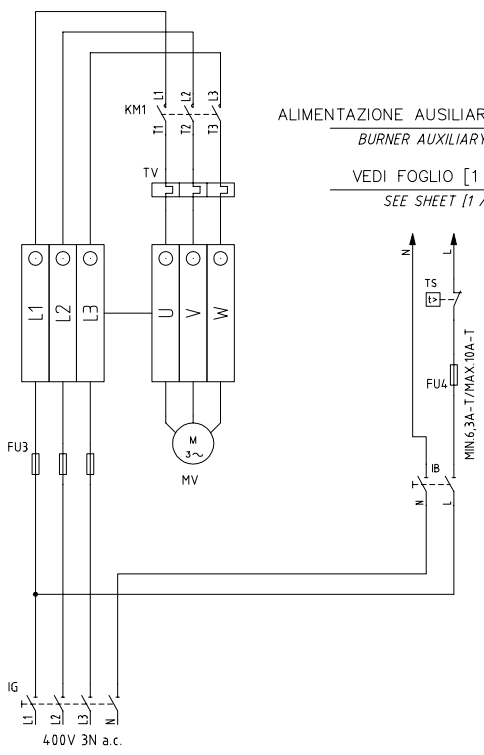 L1 L2 L3
KM1
T1 T2 T3
TV
ALIMENTAZIONE AUSILIAR
BURNER AUXILIARY
VEDI FOGLIO [1
SEE SHEET [1 /
N L
TS
t>
L1 L2 L3 U V W
FU4
MIN.6,3A-T/MAX.10A-T
M
3~
MV
FU3
IB
N L
IG
L1 L2 L3 N
400V 3N a.c.